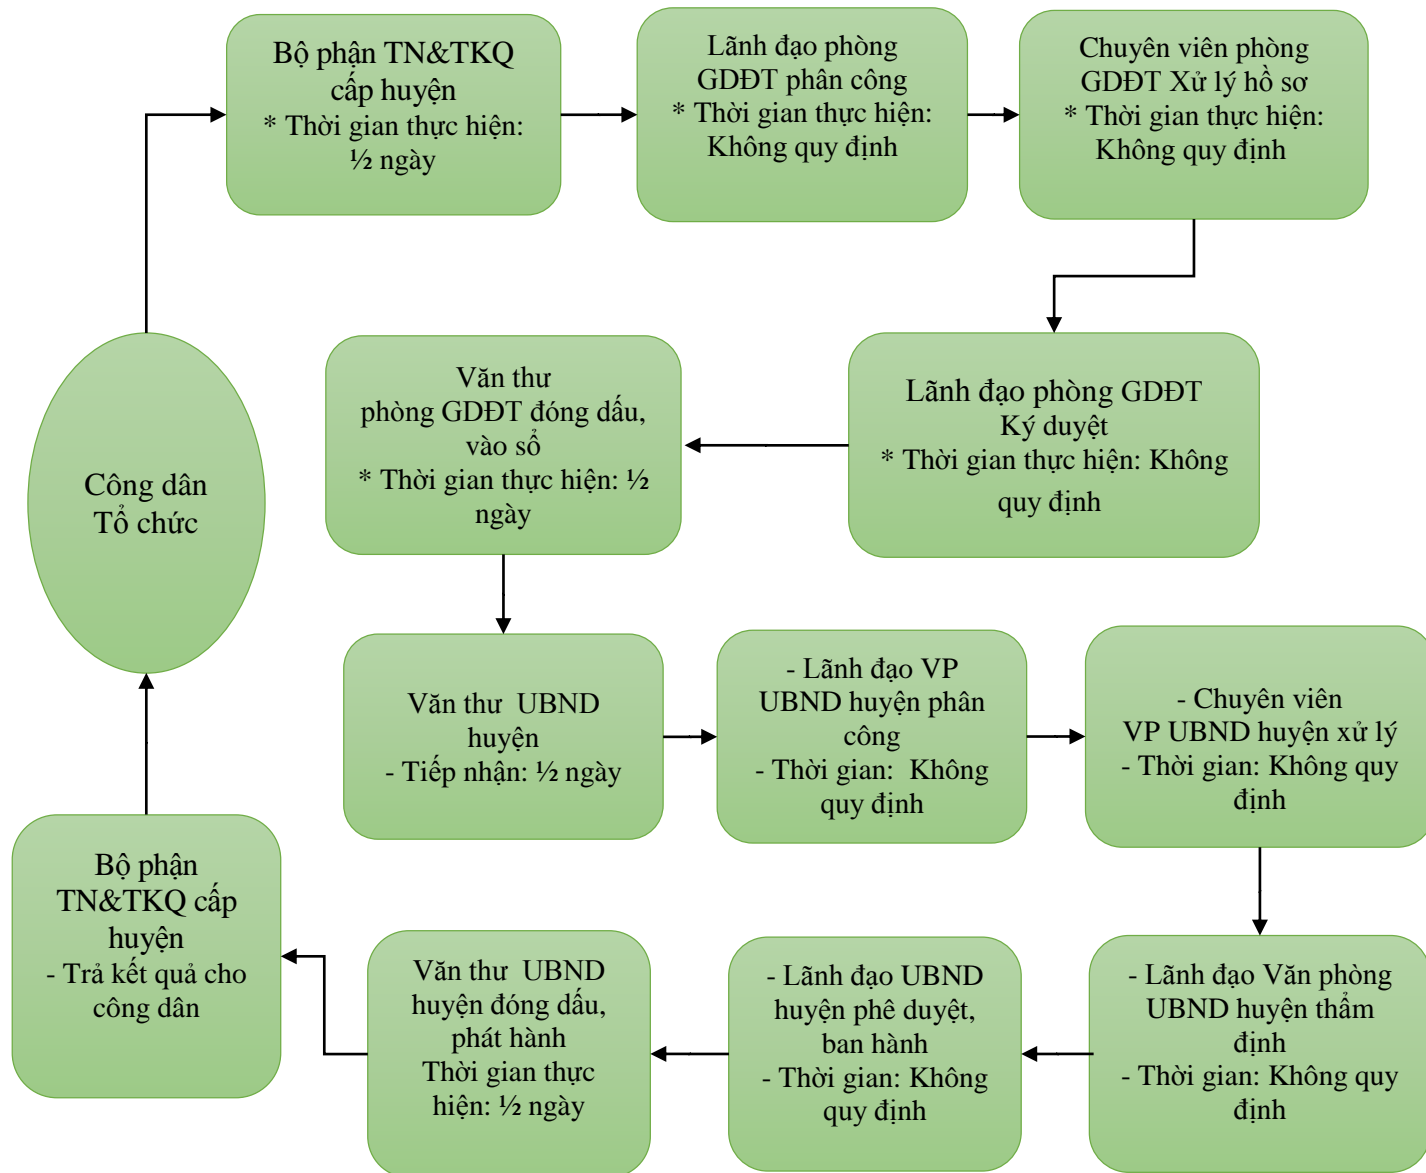 Bộ phận TN&TKQ
cấp huyện
* Thời gian thực hiện:
½ ngày
Lãnh đạo phòng
GDĐT phân công
* Thời gian thực hiện:
Không quy định
Chuyên viên phòng
GDĐT Xử lý hồ sơ
* Thời gian thực hiện:
Không quy định
Lãnh đạo phòng GDĐT
Ký duyệt
* Thời gian thực hiện: Không
quy định
Văn thư
phòng GDĐT đóng dấu,
vào sổ
* Thời gian thực hiện: ½
ngày
Công dân
Tổ chức
Văn thư UBND
huyện
- Tiếp nhận: ½ ngày
- Lãnh đạo VP
UBND huyện phân
công
- Thời gian: Không
quy định
- Chuyên viên
VP UBND huyện xử lý
- Thời gian: Không quy
định
- Lãnh đạo Văn phòng
UBND huyện thẩm
định
- Thời gian: Không quy
định
- Lãnh đạo UBND
huyện phê duyệt,
ban hành
- Thời gian: Không
quy định
Văn thư UBND
huyện đóng dấu,
phát hành
Thời gian thực
hiện: ½ ngày
Bộ phận
TN&TKQ cấp
huyện
- Trả kết quả cho
công dân